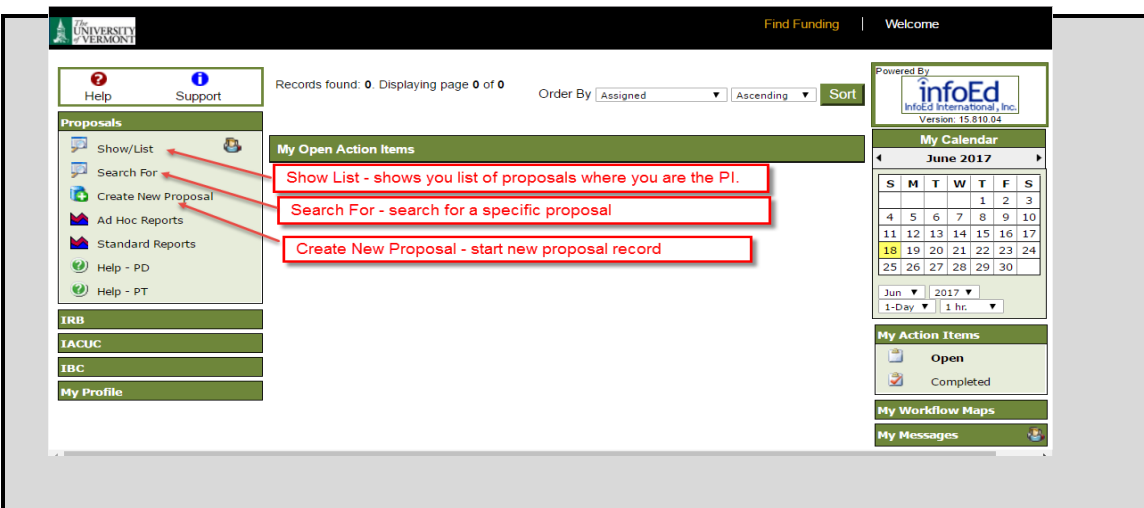 The
UNIVERSITY
of VERMONT
Find Funding | Welcome
Help Support
Records found: 0. Displaying page 0 of 0
Order By Assigned Ascending Sort
Powered By
infoEd
InfoEd International, Inc.
Version: 15.810.04
Proposals
Show/List
Search For
Create New Proposal
Ad Hoc Reports
Standard Reports
Help - PD
Help - PT
IRB
IACUC
IBC
My Profile
My Open Action Items
Show List - shows you list of proposals where you are the PI.
Search For - search for a specific proposal
Create New Proposal - start new proposal record
My Calendar
June 2017
S M T W T F S
1 2 3
4 5 6 7 8 9 10
11 12 13 14 15 16 17
18 19 20 21 22 23 24
25 26 27 28 29 30
Jun 2017
1-Day 1 hr.
My Action Items
Open
Completed
My Workflow Maps
My Messages